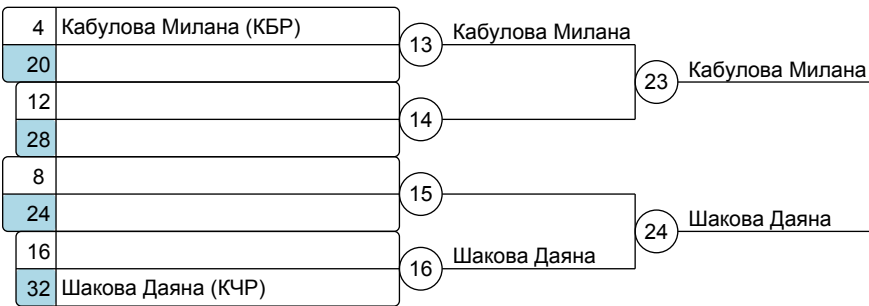 4 Кабулова Милана (КБР)
20
13 Кабулова Милана
12
28
14
23 Кабулова Милана
8
24
15
16
32 Шакова Даяна (КЧР)
16 Шакова Даяна
24 Шакова Даяна